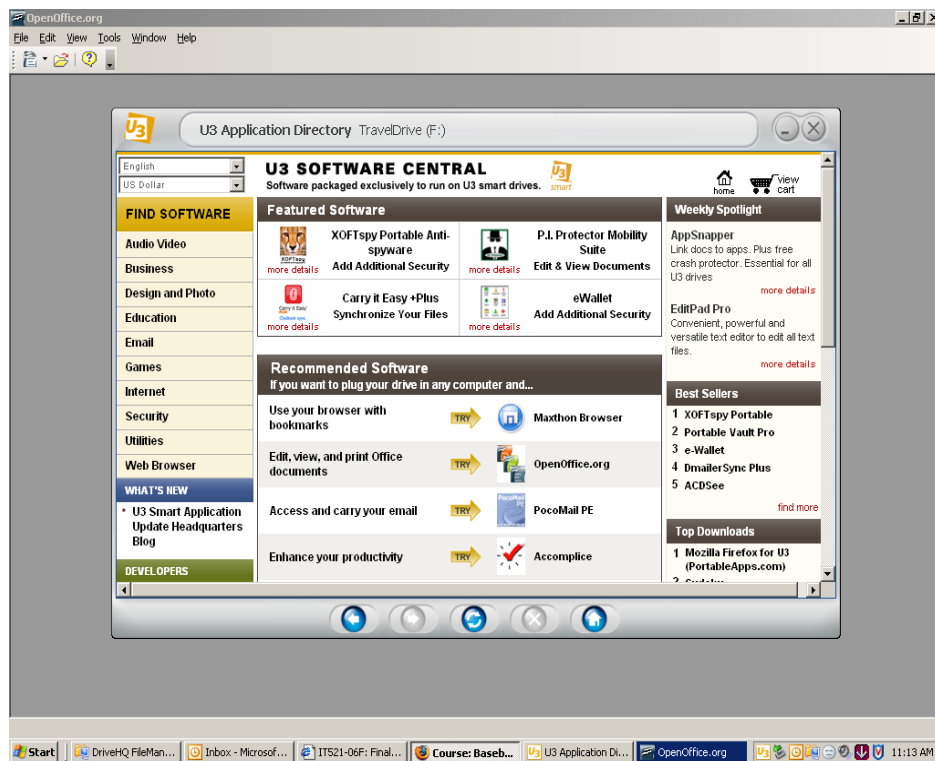 OpenOffice.org
File Edit View Tools Window Help
U3 Application Directory TravelDrive (F:)
English
US Dollar
U3 SOFTWARE CENTRAL
Software packaged exclusively to run on U3 smart drives.
U3
smart
home
view
cart
FIND SOFTWARE
Audio Video
Business
Design and Photo
Education
Email
Games
Internet
Security
Utilities
Web Browser
WHAT'S NEW
U3 Smart Application
Update Headquarters
Blog
DEVELOPERS
Featured Software
XOFTspy
more details
XOFTspy Portable Anti-
spyware
Add Additional Security
more details
P.I. Protector Mobility
Suite
Edit & View Documents
Carry it Easy
more details
Carry it Easy +Plus
Synchronize Your Files
more details
eWallet
Add Additional Security
Recommended Software
If you want to plug your drive in any computer and...
Use your browser with
bookmarks
TRY
Maxthon Browser
Edit, view, and print Office
documents
TRY
OpenOffice.org
Access and carry your email
TRY
PocoMail
PE
PocoMail PE
Enhance your productivity
TRY
Accomplice
Weekly Spotlight
AppSnapper
Link docs to apps. Plus free
crash protector. Essential for all
U3 drives
more details
EditPad Pro
Convenient, powerful and
versatile text editor to edit all text
files.
more details
Best Sellers
1 XOFTspy Portable
2 Portable Vault Pro
3 e-Wallet
4 DmailerSync Plus
5 ACDSee
find more
Top Downloads
1 Mozilla Firefox for U3
(PortableApps.com)
Start DriveHQ FileMan... Inbox - Microsof... IT521-06F: Final... Course: Baseb... U3 Application Di... OpenOffice.org 11:13 AM